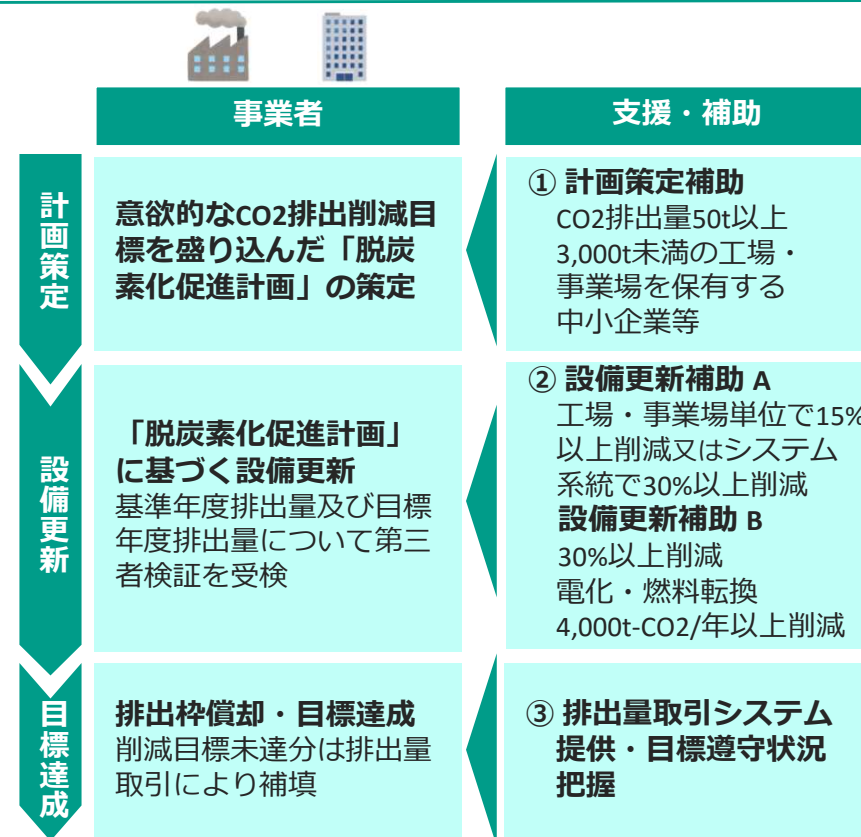 事業者
支援・補助
計画策定
意欲的なCO2排出削減目
標を盛り込んだ「脱炭
素化促進計画」の策定
① 計画策定補助
CO2排出量50t以上
3,000t未満の工場・
事業場を保有する
中小企業等
設備更新
「脱炭素化促進計画」
に基づく設備更新
基準年度排出量及び目標
年度排出量について第三
者検証を受検
② 設備更新補助 A
工場・事業場単位で15%
以上削減又はシステム
系統で30%以上削減
設備更新補助 B
30%以上削減
電化・燃料転換
4,000t-CO2/年以上削減
目標達成
排出枠償却・目標達成
削減目標未達分は排出量
取引により補填
③ 排出量取引システム
提供・目標遵守状況
把握